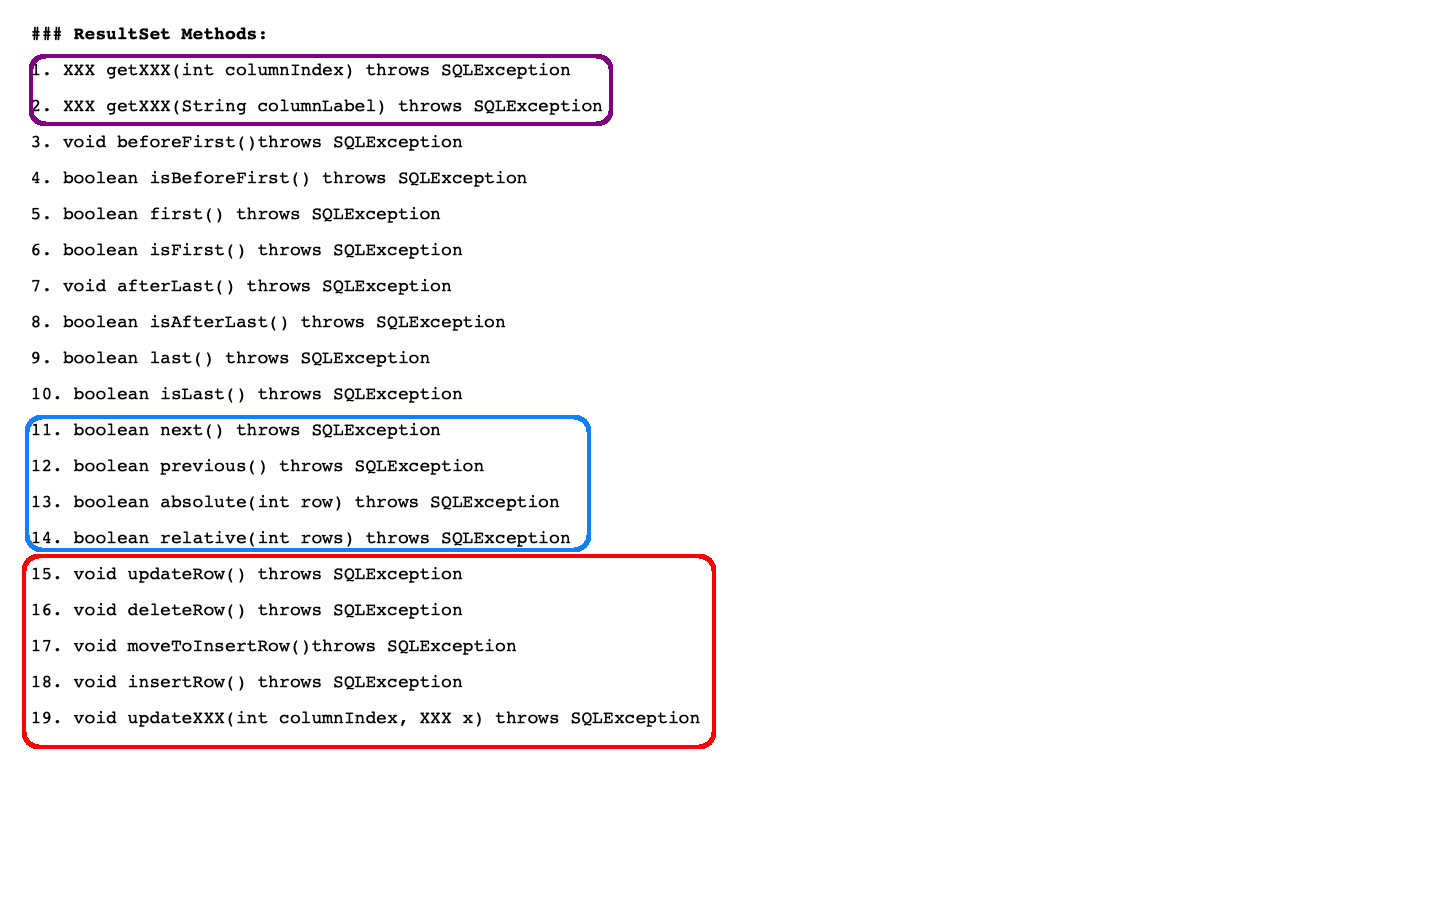 ### ResultSet Methods:
1. XXX getXXX(int columnIndex) throws SQLException
2. XXX getXXX(String columnLabel) throws SQLException
3. void beforeFirst()throws SQLException
4. boolean isBeforeFirst() throws SQLException
5. boolean first() throws SQLException
6. boolean isFirst() throws SQLException
7. void afterLast() throws SQLException
8. boolean isAfterLast() throws SQLException
9. boolean last() throws SQLException
10. boolean isLast() throws SQLException
11. boolean next() throws SQLException
12. boolean previous() throws SQLException
13. boolean absolute(int row) throws SQLException
14. boolean relative(int rows) throws SQLException
15. void updateRow() throws SQLException
16. void deleteRow() throws SQLException
17. void moveToInsertRow()throws SQLException
18. void insertRow() throws SQLException
19. void updateXXX(int columnIndex, XXX x) throws SQLException